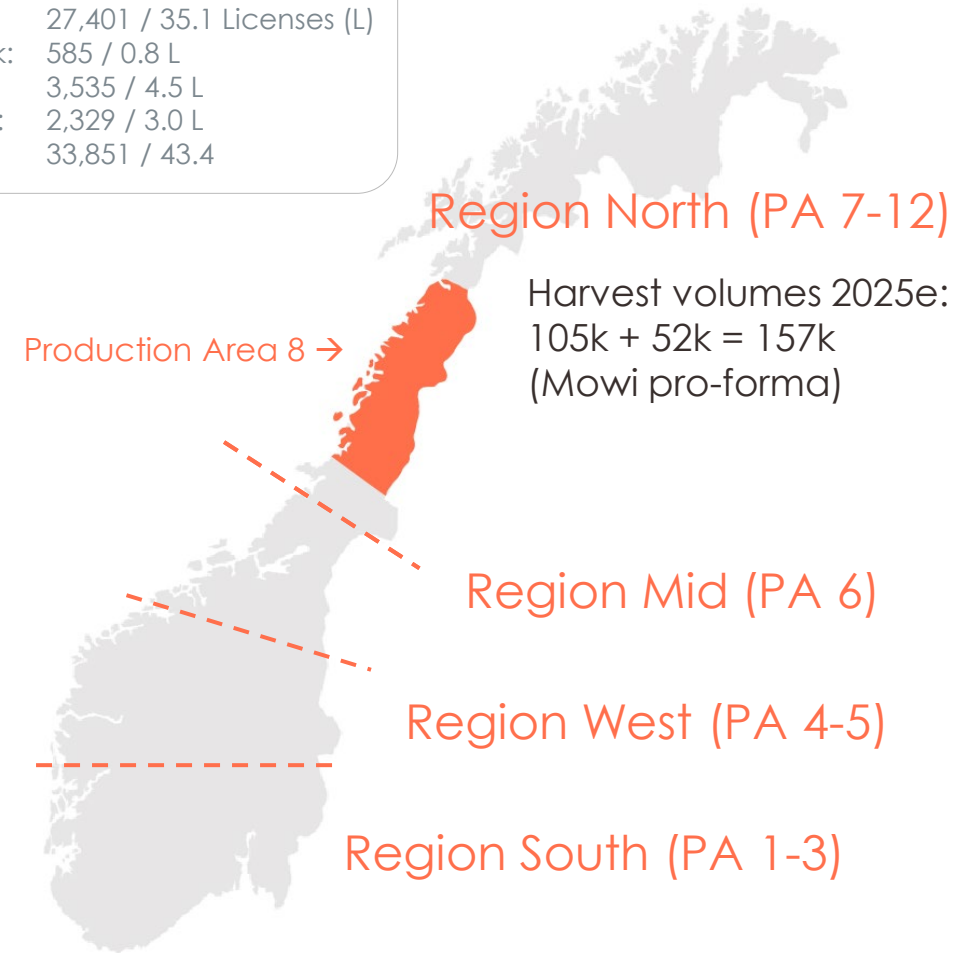 27,401 / 35.1 Licenses (L)
k: 585 / 0.8 L
3,535 / 4.5 L
: 2,329 / 3.0 L
33,851 / 43.4
Region North (PA 7-12)
Harvest volumes 2025e:
105k + 52k = 157k
(Mowi pro-forma)
Production Area 8 →
Region Mid (PA 6)
Region West (PA 4-5)
Region South (PA 1-3)